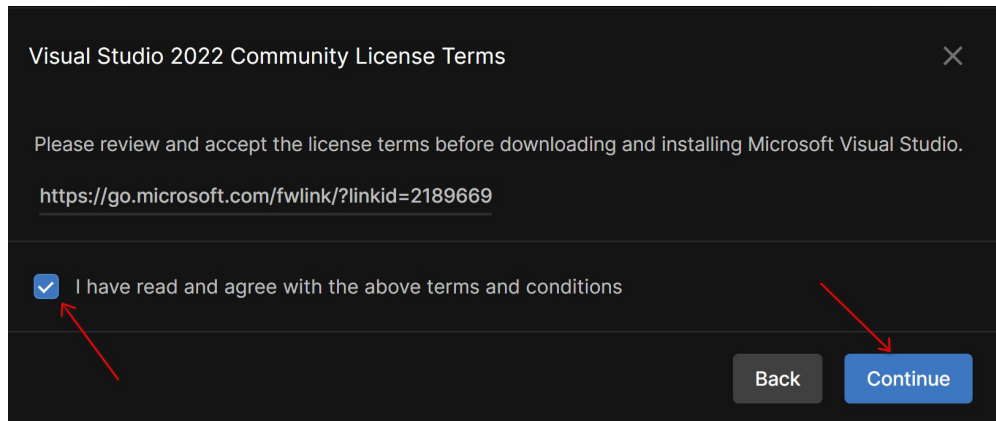 Visual Studio 2022 Community License Terms
Please review and accept the license terms before downloading and installing Microsoft Visual Studio.
https://go.microsoft.com/fwlink/?linkid=2189669
I have read and agree with the above terms and conditions
Back Continue